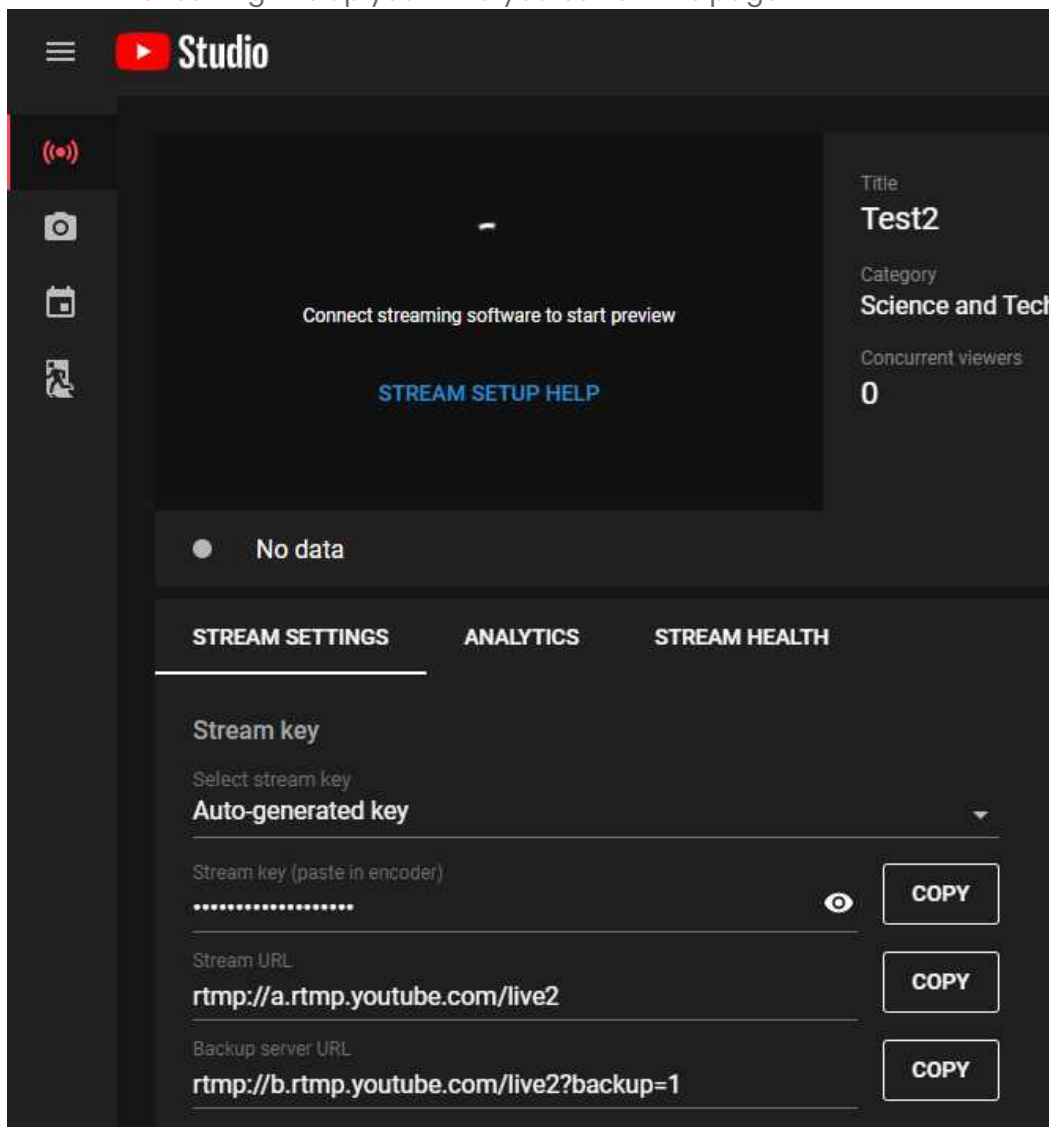 Studio
Title
Test2
Category
Science and Tech
Concurrent viewers
0
Connect streaming software to start preview
STREAM SETUP HELP
No data
STREAM SETTINGS ANALYTICS STREAM HEALTH
Stream key
Select stream key
Auto-generated key
Stream key (paste in encoder)
••••••••••••••••••• COPY
Stream URL
rtmp://a.rtmp.youtube.com/live2 COPY
Backup server URL
rtmp://b.rtmp.youtube.com/live2?backup=1 COPY